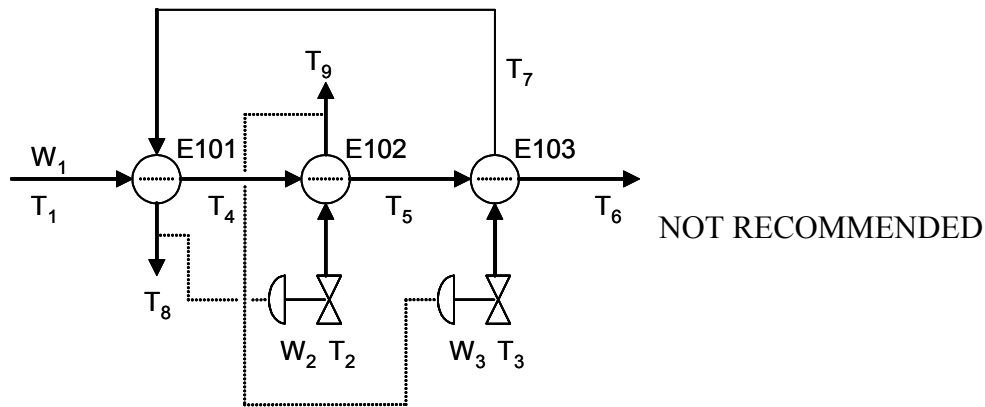 T₇
T₉
E101
E102
E103
W₁
T₁
T₄
T₅
T₆
NOT RECOMMENDED
T₈
W₂ T₂
W₃ T₃